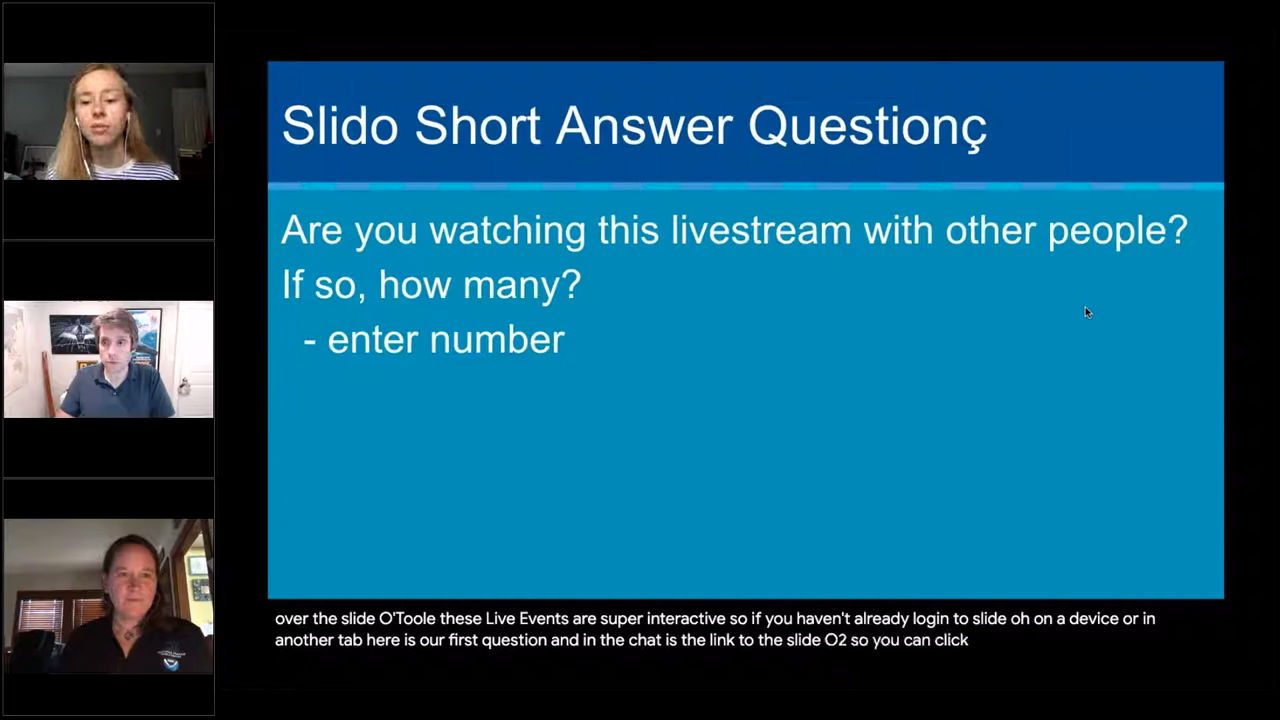 Slido Short Answer Questionç
Are you watching this livestream with other people?
If so, how many?
- enter number
over the slide O'Toole these Live Events are super interactive so if you haven't already login to slide oh on a device or in
another tab here is our first question and in the chat is the link to the slide O2 so you can click